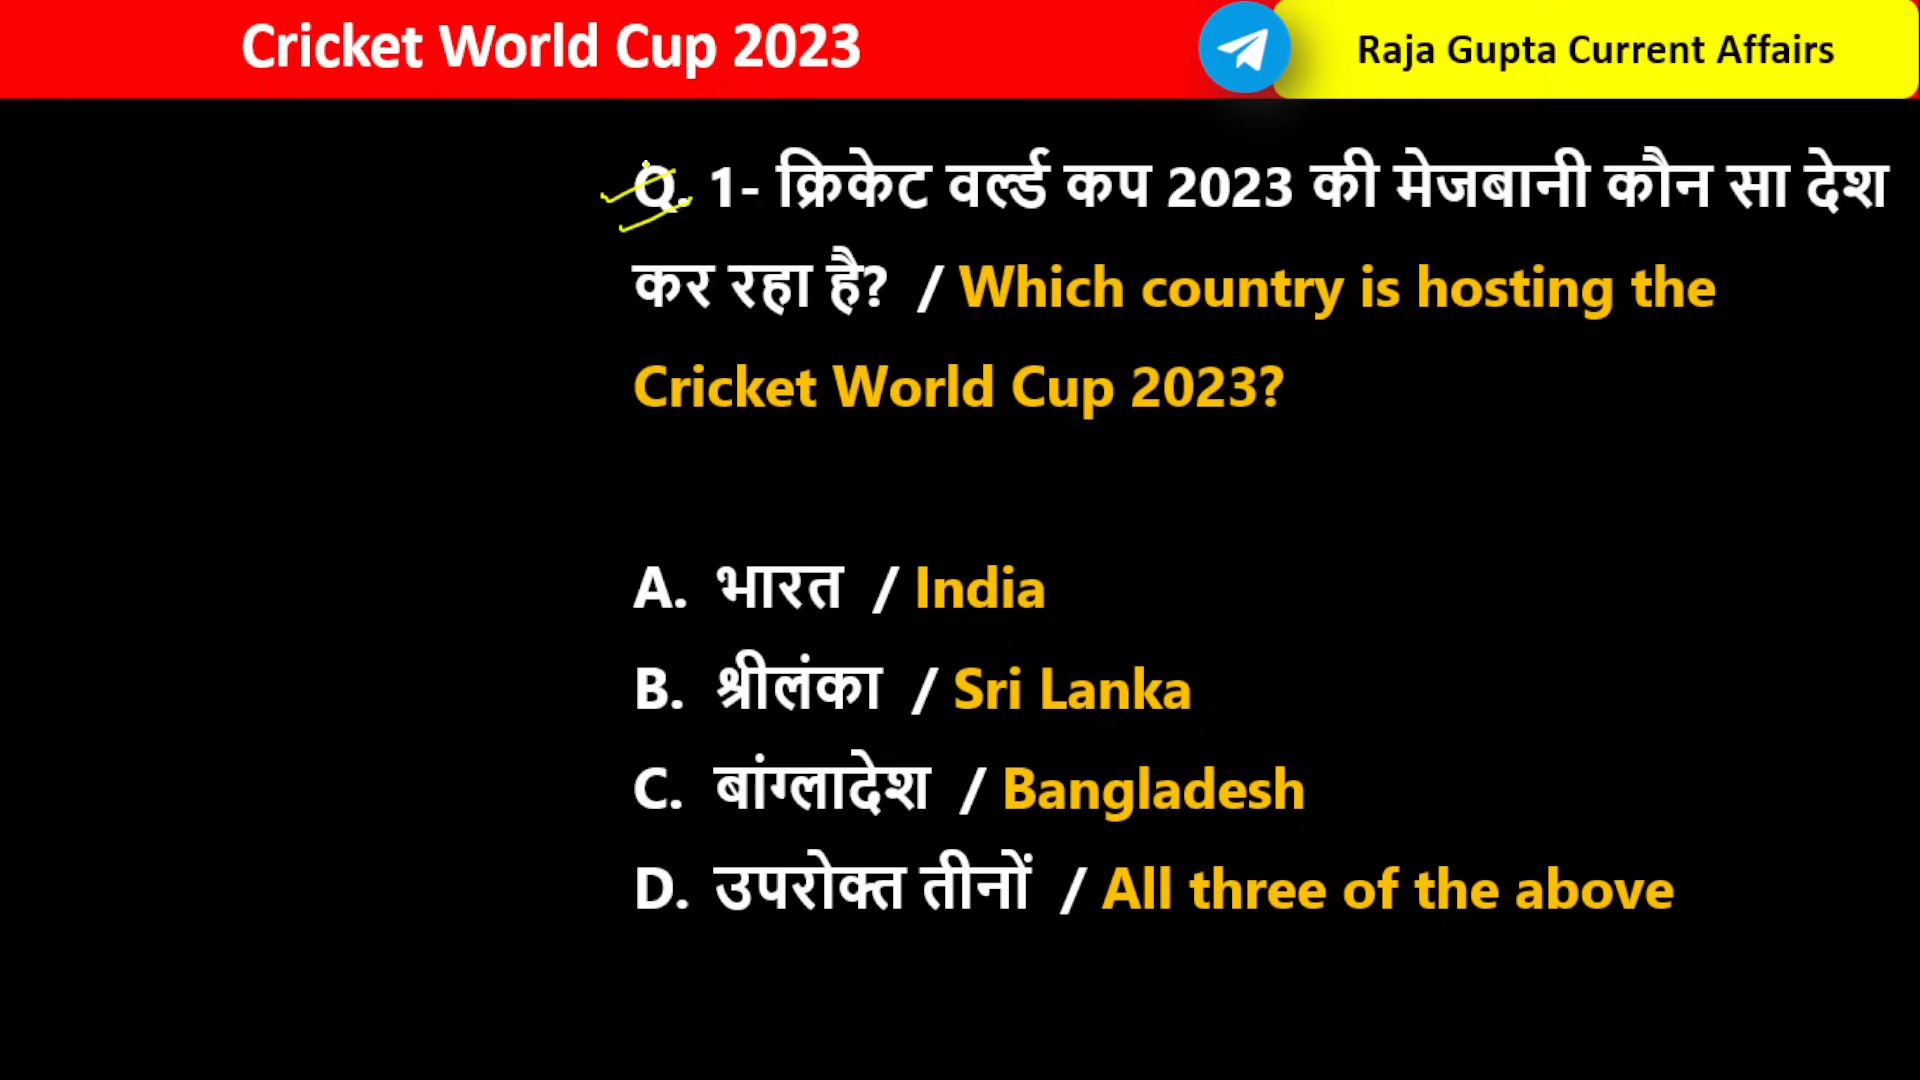 Cricket World Cup 2023
Raja Gupta Current Affairs
Q. 1- क्रिकेट वर्ल्ड कप 2023 की मेजबानी कौन सा देश
कर रहा है? / Which country is hosting the
Cricket World Cup 2023?
A. भारत / India
B. श्रीलंका / Sri Lanka
C. बांग्लादेश / Bangladesh
D. उपरोक्त तीनों / All three of the above